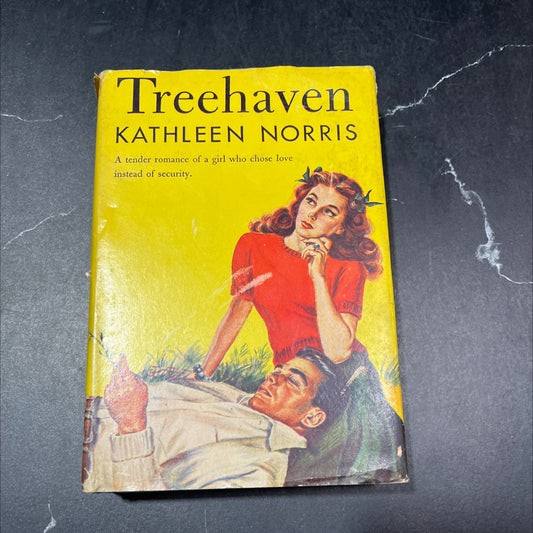 Treehaven
KATHLEEN NORRIS
A tender romance of a girl who chose love
instead of security.